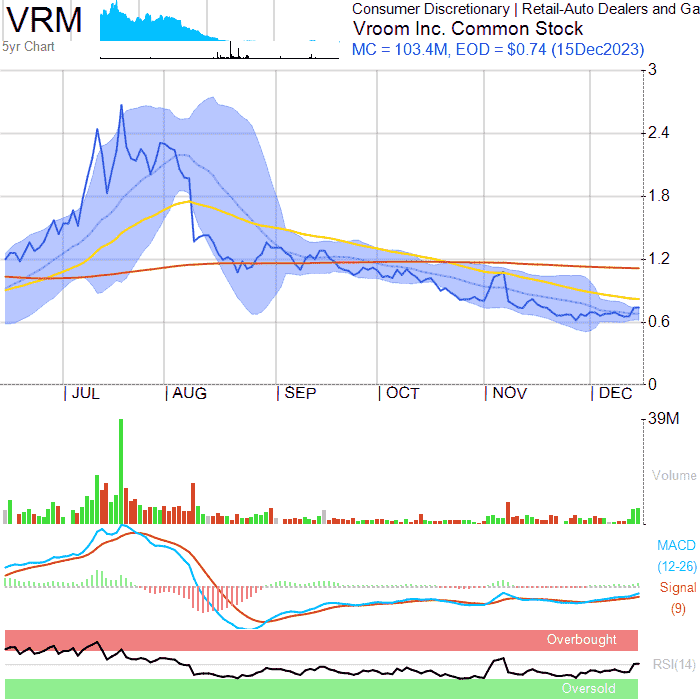 VRM
5yr Chart
Consumer Discretionary | Retail-Auto Dealers and Ga
Vroom Inc. Common Stock
MC = 103.4M, EOD = $0.74 (15Dec2023)
3
2.4
1.8
1.2
0.6
0
JUL AUG SEP OCT NOV DEC
39M
Volume
MACD
(12-26)
Signal
(9)
Overbought
RSI(14)
Oversold